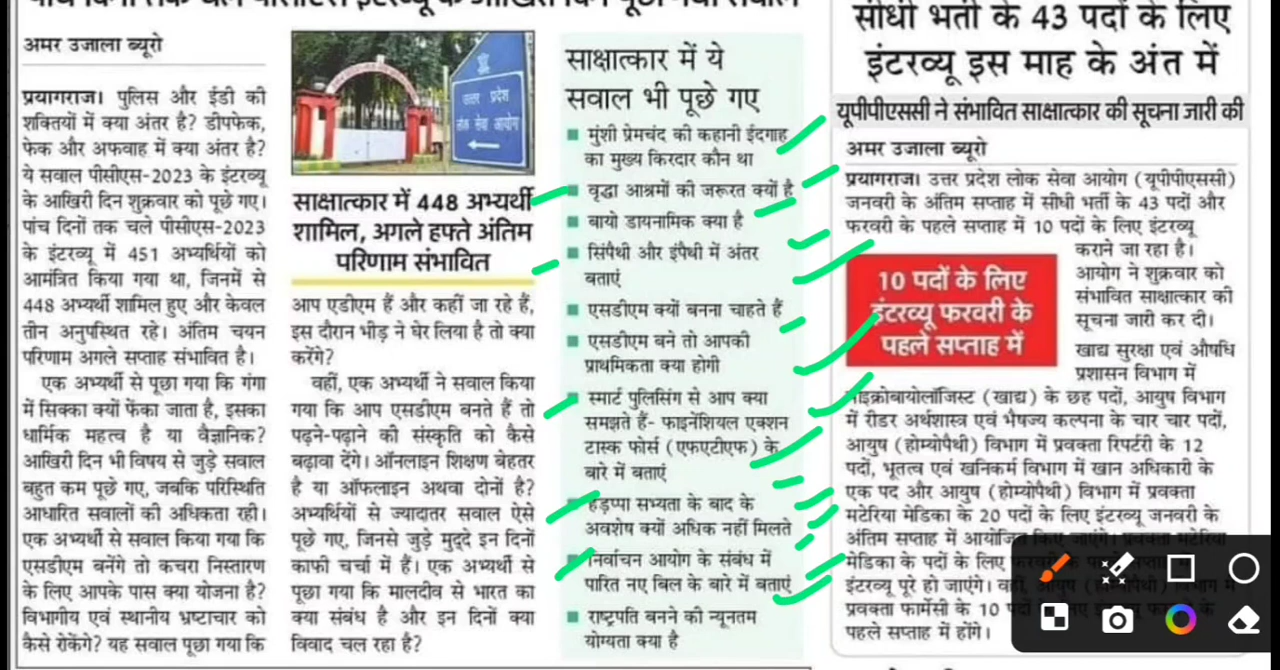 अमर उजाला ब्यूरो
प्रयागराज। पुलिस और ईडी की
शक्तियों में क्या अंतर है? डीपफेक,
फेक और अफवाह में क्या अंतर है?
ये सवाल पीसीएस-2023 के इंटरव्यू
के आखिरी दिन शुक्रवार को पूछे गए।
पांच दिनों तक चले पीसीएस-2023
के इंटरव्यू में 451 अभ्यर्थियों को
आमंत्रित किया गया था, जिनमें से
448 अभ्यर्थी शामिल हुए और केवल
तीन अनुपस्थित रहे। अंतिम चयन
परिणाम अगले सप्ताह संभावित है।
एक अभ्यर्थी से पूछा गया कि गंगा
में सिक्का क्यों फेंका जाता है, इसका
धार्मिक महत्व है या वैज्ञानिक?
आखिरी दिन भी विषय से जुड़े सवाल
बहुत कम पूछे गए, जबकि परिस्थिति
आधारित सवालों की अधिकता रही।
एक अभ्यर्थी से सवाल किया गया कि
एसडीएम बनेंगे तो कचरा निस्तारण
के लिए आपके पास क्या योजना है?
विभागीय एवं स्थानीय भ्रष्टाचार को
कैसे रोकेंगे? यह सवाल पूछा गया कि
उत्तर प्रदेश
लोक सेवा आयोग
साक्षात्कार में 448 अभ्यर्थी
शामिल, अगले हफ्ते अंतिम
परिणाम संभावित
आप एडीएम हैं और कहीं जा रहे हैं,
इस दौरान भीड़ ने घेर लिया है तो क्या
करेंगे?
वहीं, एक अभ्यर्थी ने सवाल किया
गया कि आप एसडीएम बनते हैं तो
पढ़ने-पढ़ाने की संस्कृति को कैसे
बढ़ावा देंगे। ऑनलाइन शिक्षण बेहतर
है या ऑफलाइन अथवा दोनों है?
अभ्यर्थियों से ज्यादातर सवाल ऐसे
पूछे गए, जिनसे जुड़े मुद्दे इन दिनों
काफी चर्चा में हैं। एक अभ्यर्थी से
पूछा गया कि मालदीव से भारत का
क्या संबंध है और इन दिनों क्या
विवाद चल रहा है?
साक्षात्कार में ये
सवाल भी पूछे गए
मुंशी प्रेमचंद की कहानी ईदगाह
का मुख्य किरदार कौन था
वृद्धा आश्रमों की जरूरत क्यों है
बायो डायनामिक क्या है
सिंपैथी और इंपैथी में अंतर
बताएं
एसडीएम क्यों बनना चाहते हैं
एसडीएम बने तो आपकी
प्राथमिकता क्या होगी
स्मार्ट पुलिसिंग से आप क्या
समझते हैं- फाइनेंशियल एक्शन
टास्क फोर्स (एफएटीएफ) के
बारे में बताएं
हड़प्पा सभ्यता के बाद के
अवशेष क्यों अधिक नहीं मिलते
निर्वाचन आयोग के संबंध में
पारित नए बिल के बारे में बताएं
राष्ट्रपति बनने की न्यूनतम
योग्यता क्या है
सीधी भर्ती के 43 पदों के लिए
इंटरव्यू इस माह के अंत में
यूपीपीएससी ने संभावित साक्षात्कार की सूचना जारी की
अमर उजाला ब्यूरो
प्रयागराज। उत्तर प्रदेश लोक सेवा आयोग (यूपीपीएससी)
जनवरी के अंतिम सप्ताह में सीधी भर्ती के 43 पदों और
फरवरी के पहले सप्ताह में 10 पदों के लिए इंटरव्यू
कराने जा रहा है।
आयोग ने शुक्रवार को
संभावित साक्षात्कार की
सूचना जारी कर दी।
खाद्य सुरक्षा एवं औषधि
प्रशासन विभाग में
10 पदों के लिए
इंटरव्यू फरवरी के
पहले सप्ताह में
माइक्रोबायोलॉजिस्ट (खाद्य) के छह पदों, आयुष विभाग
में रीडर अर्थशास्त्र एवं भैषज्य कल्पना के चार चार पदों,
आयुष (होम्योपैथी) विभाग में प्रवक्ता रिपर्टरी के 12
पदों, भूतत्व एवं खनिकर्म विभाग में खान अधिकारी के
एक पद और आयुष (होम्योपैथी) विभाग में प्रवक्ता
मटेरिया मेडिका के 20 पदों के लिए इंटरव्यू जनवरी के
अंतिम सप्ताह में आयोजित किए जाएंगे। प्रवक्ता मटेरिया
मेडिका के पदों के लिए
इंटरव्यू पूरे हो जाएंगे। वहीं, आयुष (होम्योपैथी) विभाग में
प्रवक्ता फार्मेसी के 10
पहले सप्ताह में होंगे।